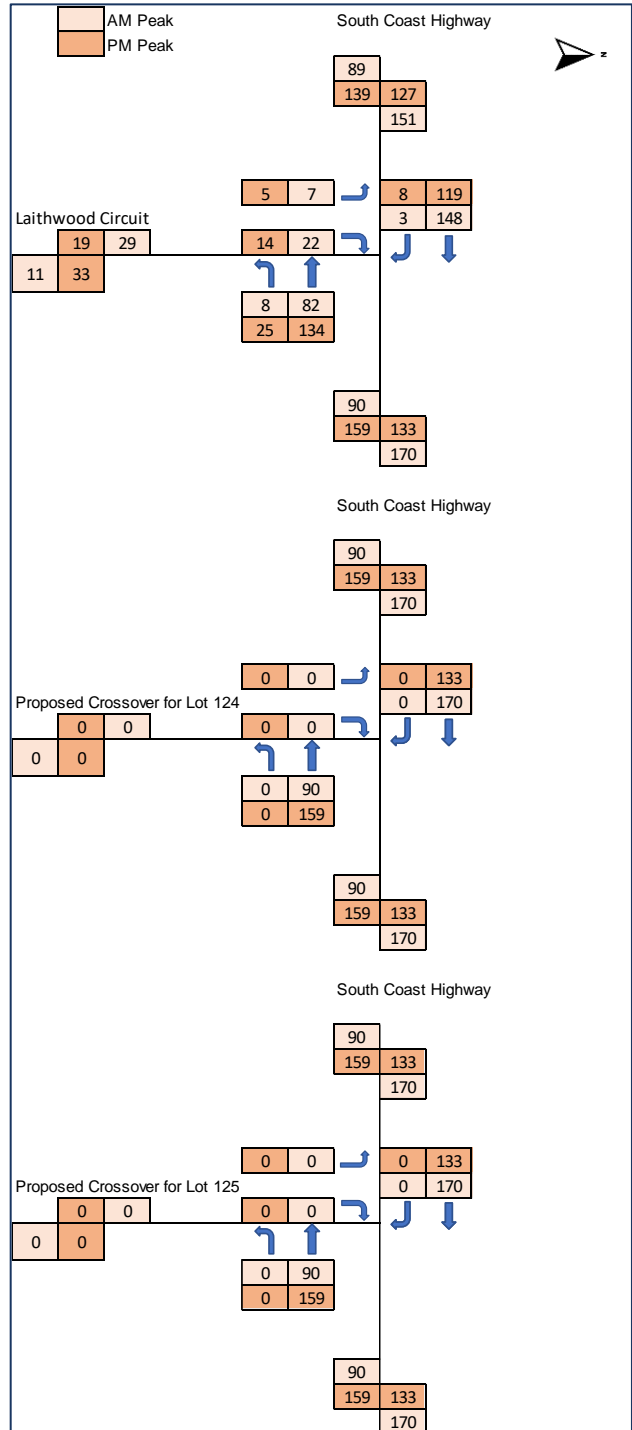 AM Peak
South Coast Highway
PM Peak
N
89
139 127
151
5 7 8 119
Laithwood Circuit 3 148
19 29 14 22
11 33
8 82
25 134
90
159 133
170
South Coast Highway
90
159 133
170
0 0 0 133
Proposed Crossover for Lot 124 0 170
0 0 0 0
0 0
0 90
0 159
90
159 133
170
South Coast Highway
90
159 133
170
0 0 0 133
Proposed Crossover for Lot 125 0 170
0 0 0 0
0 0
0 90
0 159
90
159 133
170